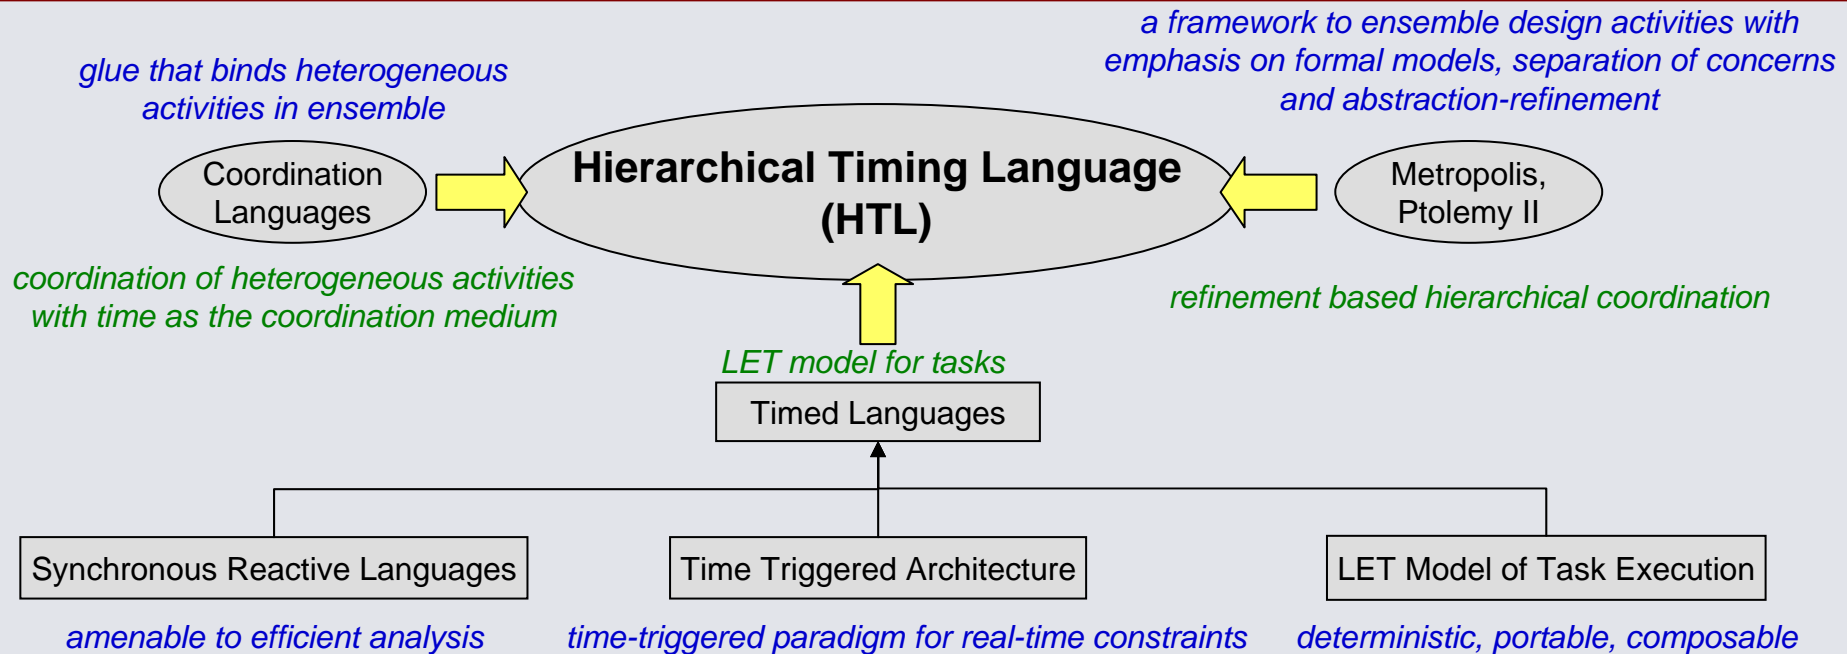 a framework to ensemble design activities with
emphasis on formal models, separation of concerns
and abstraction-refinement
glue that binds heterogeneous
activities in ensemble
Hierarchical Timing Language
(HTL)
Coordination
Languages
Metropolis,
Ptolemy II
coordination of heterogeneous activities
with time as the coordination medium
refinement based hierarchical coordination
LET model for tasks
Timed Languages
Synchronous Reactive Languages
Time Triggered Architecture
LET Model of Task Execution
amenable to efficient analysis
time-triggered paradigm for real-time constraints
deterministic, portable, composable